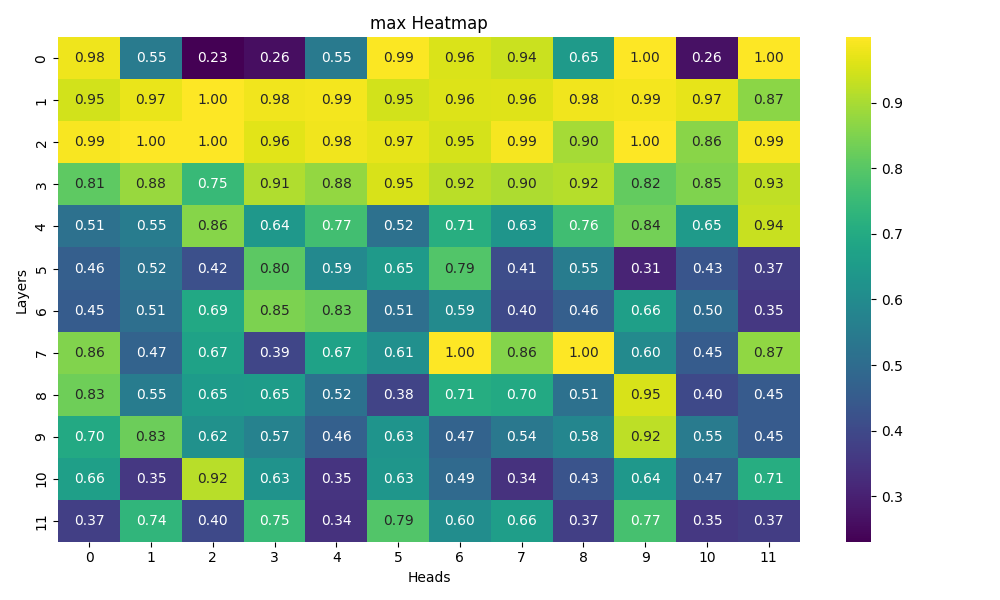 max Heatmap
0 0.98 0.55 0.23 0.26 0.55 0.99 0.96 0.94 0.65 1.00 0.26 1.00
1 0.95 0.97 1.00 0.98 0.99 0.95 0.96 0.96 0.98 0.99 0.97 0.87
2 0.99 1.00 1.00 0.96 0.98 0.97 0.95 0.99 0.90 1.00 0.86 0.99
3 0.81 0.88 0.75 0.91 0.88 0.95 0.92 0.90 0.92 0.82 0.85 0.93
4 0.51 0.55 0.86 0.64 0.77 0.52 0.71 0.63 0.76 0.84 0.65 0.94
5 0.46 0.52 0.42 0.80 0.59 0.65 0.79 0.41 0.55 0.31 0.43 0.37
6 0.45 0.51 0.69 0.85 0.83 0.51 0.59 0.40 0.46 0.66 0.50 0.35
7 0.86 0.47 0.67 0.39 0.67 0.61 1.00 0.86 1.00 0.60 0.45 0.87
8 0.83 0.55 0.65 0.65 0.52 0.38 0.71 0.70 0.51 0.95 0.40 0.45
9 0.70 0.83 0.62 0.57 0.46 0.63 0.47 0.54 0.58 0.92 0.55 0.45
10 0.66 0.35 0.92 0.63 0.35 0.63 0.49 0.34 0.43 0.64 0.47 0.71
11 0.37 0.74 0.40 0.75 0.34 0.79 0.60 0.66 0.37 0.77 0.35 0.37
0 1 2 3 4 5 6 7 8 9 10 11
Heads
Layers
0.9
0.8
0.7
0.6
0.5
0.4
0.3